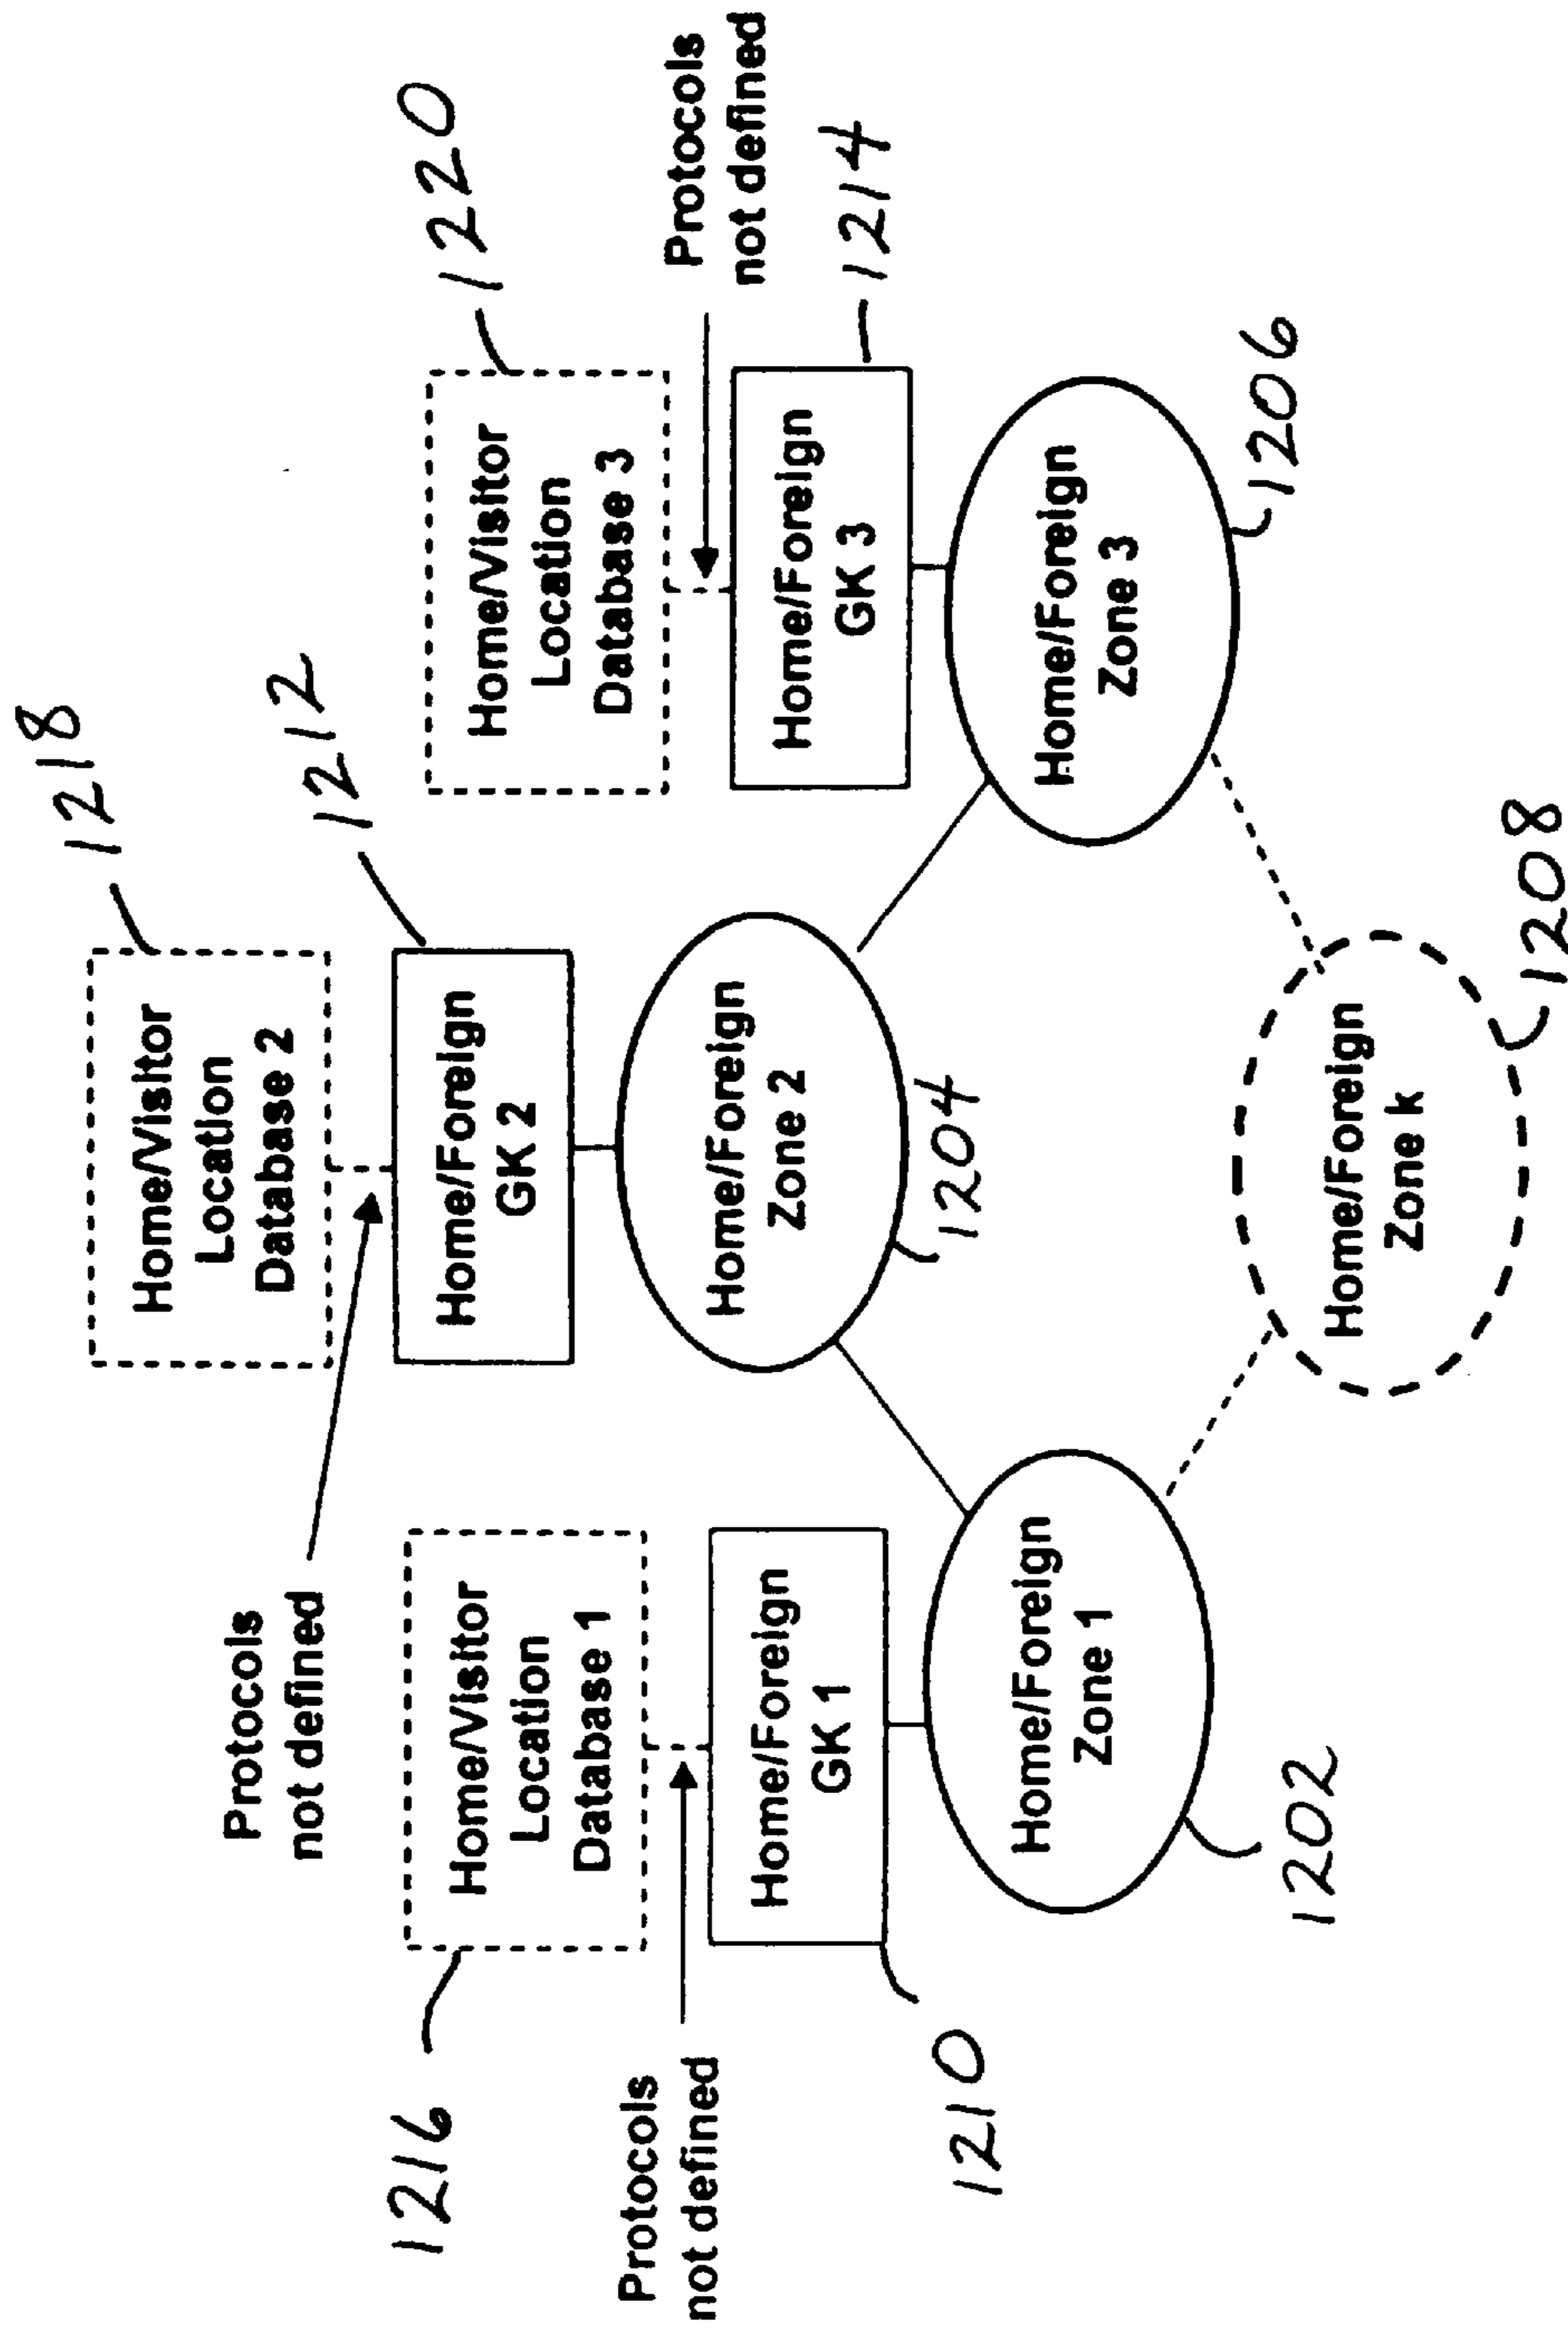 1218
Home/Visitor
Location
Database 2
1212
Protocols
not defined
Home/Foreign
GK 2
1220
1216
Home/Visitor
Location
Database 1
Home/Visitor
Location
Database 3
Protocols
not defined
Protocols
not defined
Home/Foreign
Zone 2
Home/Foreign
GK 1
Home/Foreign
GK 3
1214
1210
1204
Home/Foreign
Zone 1
Home/Foreign
Zone 3
1202
1206
Home/Foreign
Zone k
1208